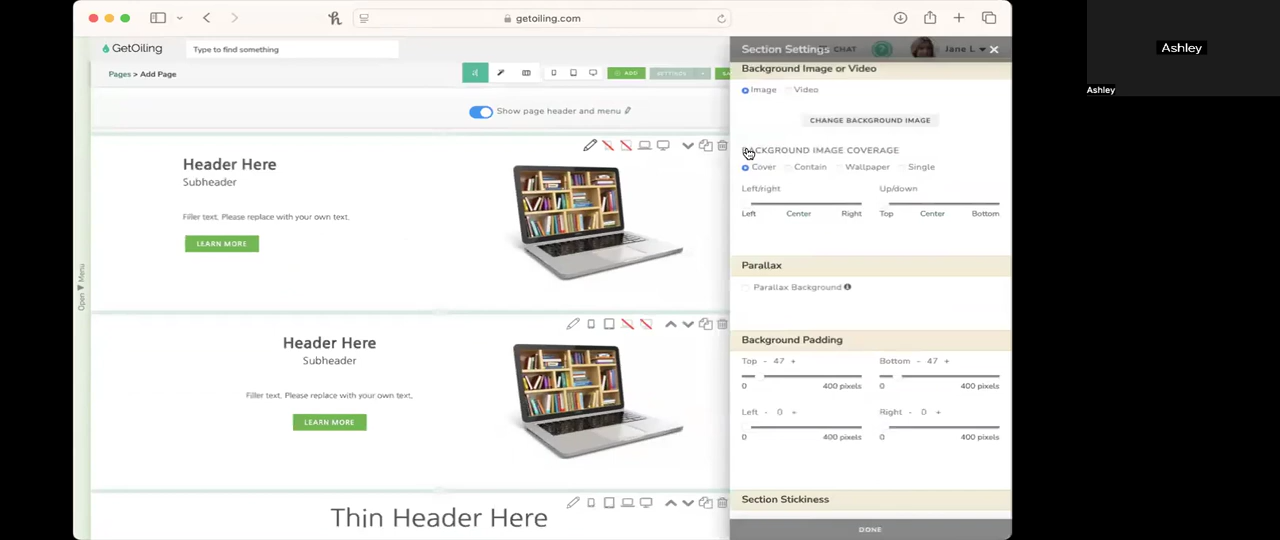 getoiling.com
GetOiling
Type to find something
Section Settings
CHAT
Jane L
Ashley
Ashley
Pages > Add Page
ADD
SETTINGS
Show page header and menu
Background Image or Video
Image Video
CHANGE BACKGROUND IMAGE
BACKGROUND IMAGE COVERAGE
Cover Contain Wallpaper Single
Left/right Up/down
Left Center Right Top Center Bottom
Parallax
Parallax Background
Background Padding
Top - 47 + Bottom - 47 +
0 400 pixels 0 400 pixels
Left - 0 + Right - 0 +
0 400 pixels 0 400 pixels
Section Stickiness
DONE
Open Menu
Header Here
Subheader
Filler text. Please replace with your own text.
LEARN MORE
Header Here
Subheader
Filler text. Please replace with your own text.
LEARN MORE
Thin Header Here